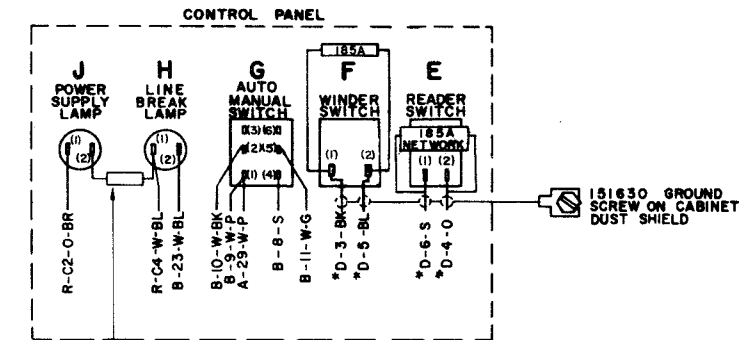 CONTROL PANEL
185A
J
H
G
F
E
POWER
SUPPLY
LAMP
LINE
BREAK
LAMP
AUTO
MANUAL
SWITCH
WINDER
SWITCH
READER
SWITCH
185A
NETWORK
(1)
(2)
(1)
(2)
(3) (6)
(2) (5)
(1) (4)
(1)
(2)
(1) (2)
151630 GROUND
SCREW ON CABINET
DUST SHIELD
R-C2-O-BR
R-C4-W-BL
B-23-W-BL
B-10-W-BK
B-9-W-P
A-29-W-P
B-8-S
B-11-W-G
*D-3-BK
*D-5-BL
*D-6-S
*D-4-O